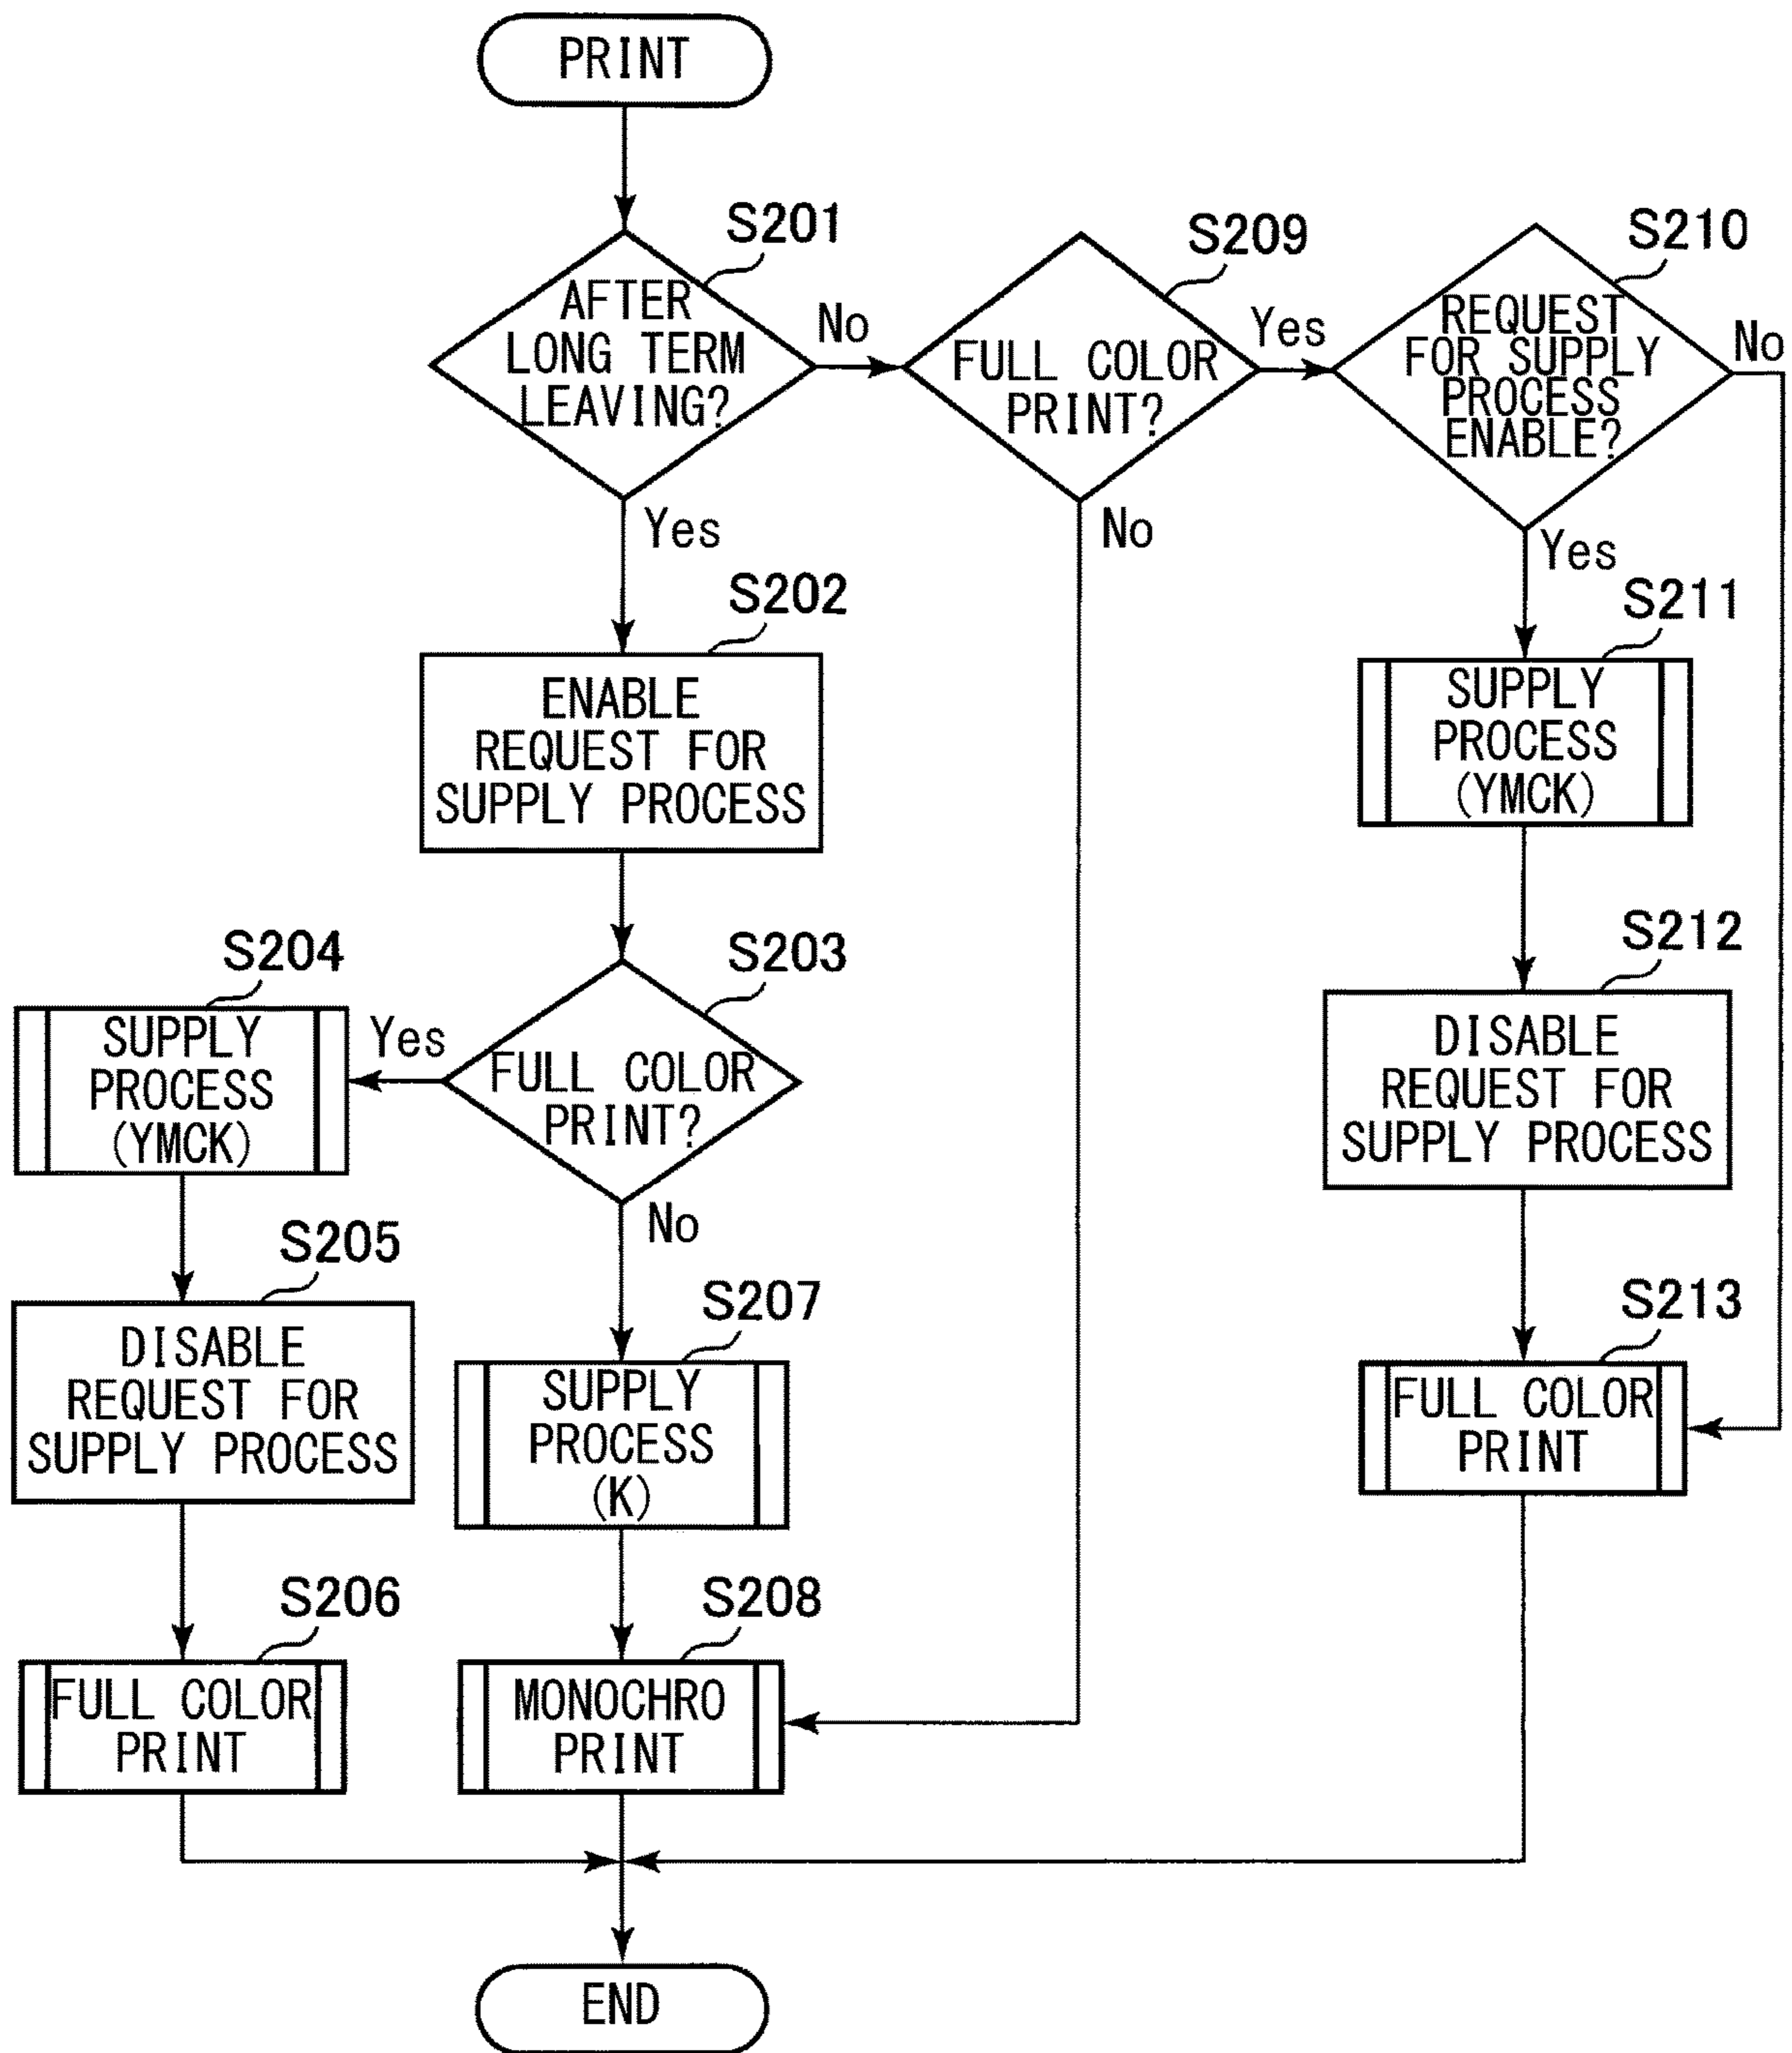 PRINT
S201
AFTER
LONG TERM
LEAVING?
No
Yes
S209
FULL COLOR
PRINT?
Yes
No
S210
REQUEST
FOR SUPPLY
PROCESS
ENABLE?
No
Yes
S202
ENABLE
REQUEST FOR
SUPPLY PROCESS
S211
SUPPLY
PROCESS
(YMCK)
S203
FULL COLOR
PRINT?
Yes
No
S204
SUPPLY
PROCESS
(YMCK)
S212
DISABLE
REQUEST FOR
SUPPLY PROCESS
S205
DISABLE
REQUEST FOR
SUPPLY PROCESS
S207
SUPPLY
PROCESS
(K)
S213
FULL COLOR
PRINT
S206
FULL COLOR
PRINT
S208
MONOCHRO
PRINT
END